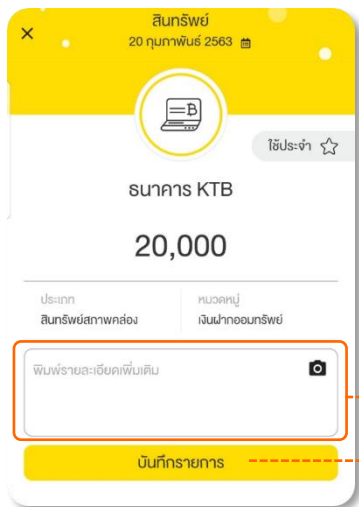 สินทรัพย์
20 กุมภาพันธ์ 2563
ใช้ประจำ
ธนาคาร KTB
20,000
ประเภท
หมวดหมู่
สินทรัพย์สภาพคล่อง
เงินฝากออมทรัพย์
พิมพ์รายละเอียดเพิ่มเติม
บันทึกรายการ